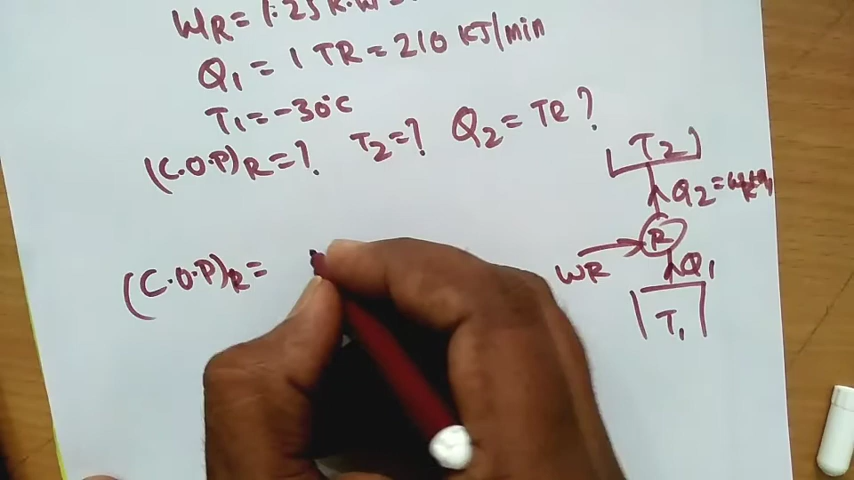 WR = 1.25 K.W
Q1 = 1 TR = 210 KJ/min
T1 = -30°C
(C.O.P)R = ? T2 = ? Q2 = TR ?
T2
Q2 =
R
WR
Q1
T1
(C.O.P)R =